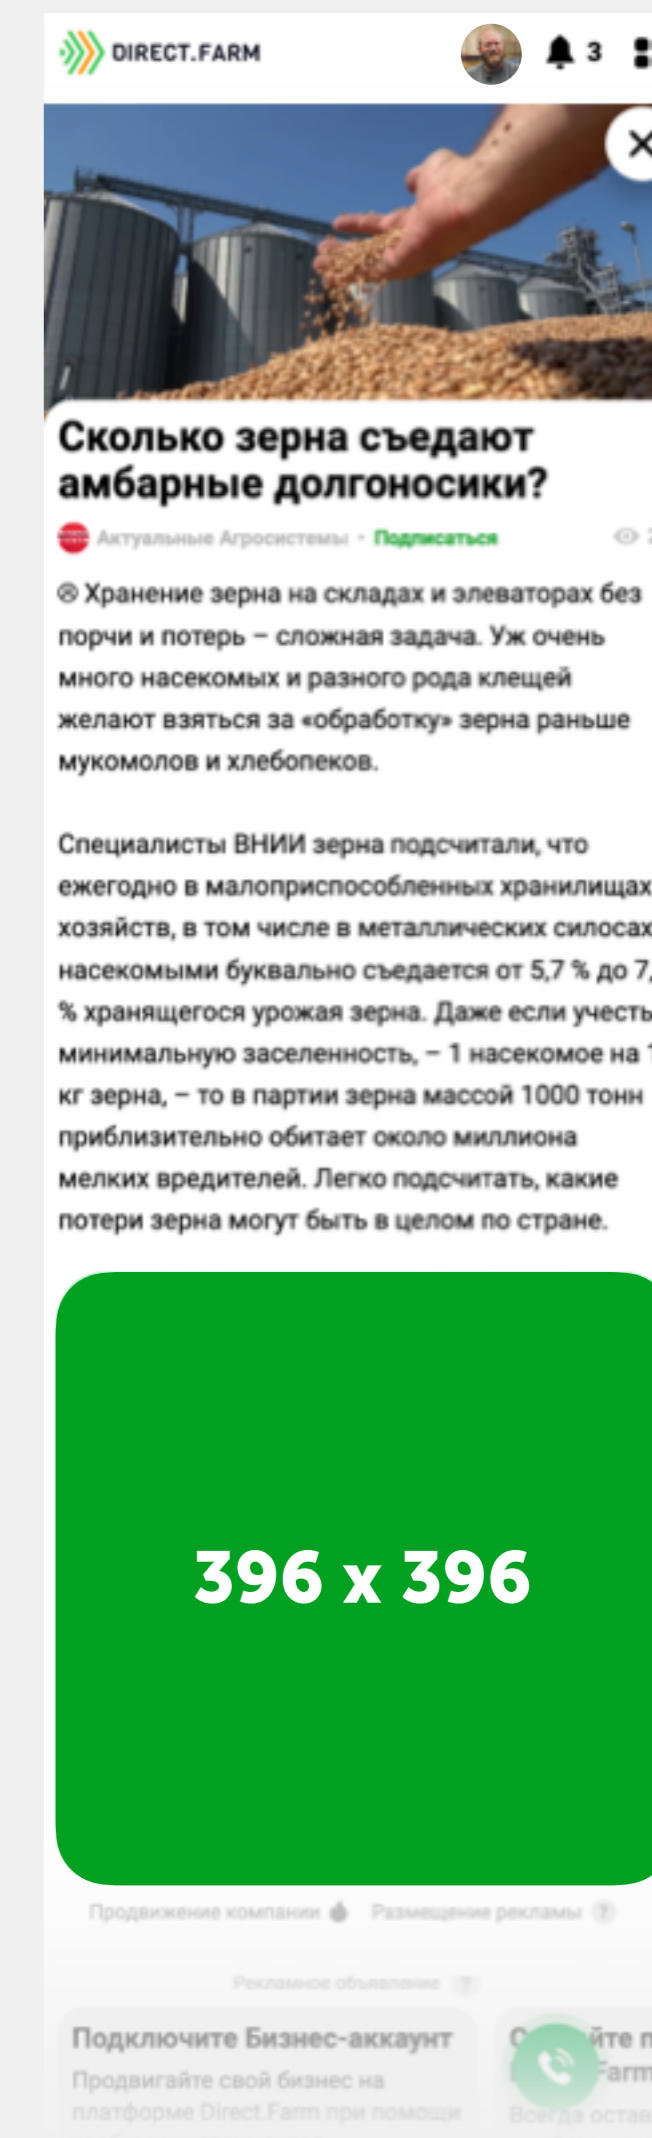 DIRECT.FARM
3
Сколько зерна съедают
амбарные долгоносики?
Актуальные Агросистемы · Подписаться
Хранение зерна на складах и элеваторах без
порчи и потерь – сложная задача. Уж очень
много насекомых и разного рода клещей
желают взяться за «обработку» зерна раньше
мукомолов и хлебопеков.
Специалисты ВНИИ зерна подсчитали, что
ежегодно в малоприспособленных хранилищах
хозяйств, в том числе в металлических силосах,
насекомыми буквально съедается от 5,7 % до 7,
% хранящегося урожая зерна. Даже если учесть
минимальную заселенность, – 1 насекомое на 1
кг зерна, – то в партии зерна массой 1000 тонн
приблизительно обитает около миллиона
мелких вредителей. Легко подсчитать, какие
потери зерна могут быть в целом по стране.
396 x 396
Продвижение компании Размещение рекламы ?
Рекламное объявление ?
Подключите Бизнес-аккаунт
Продвигайте свой бизнес на
платформе Direct.Farm при помощи